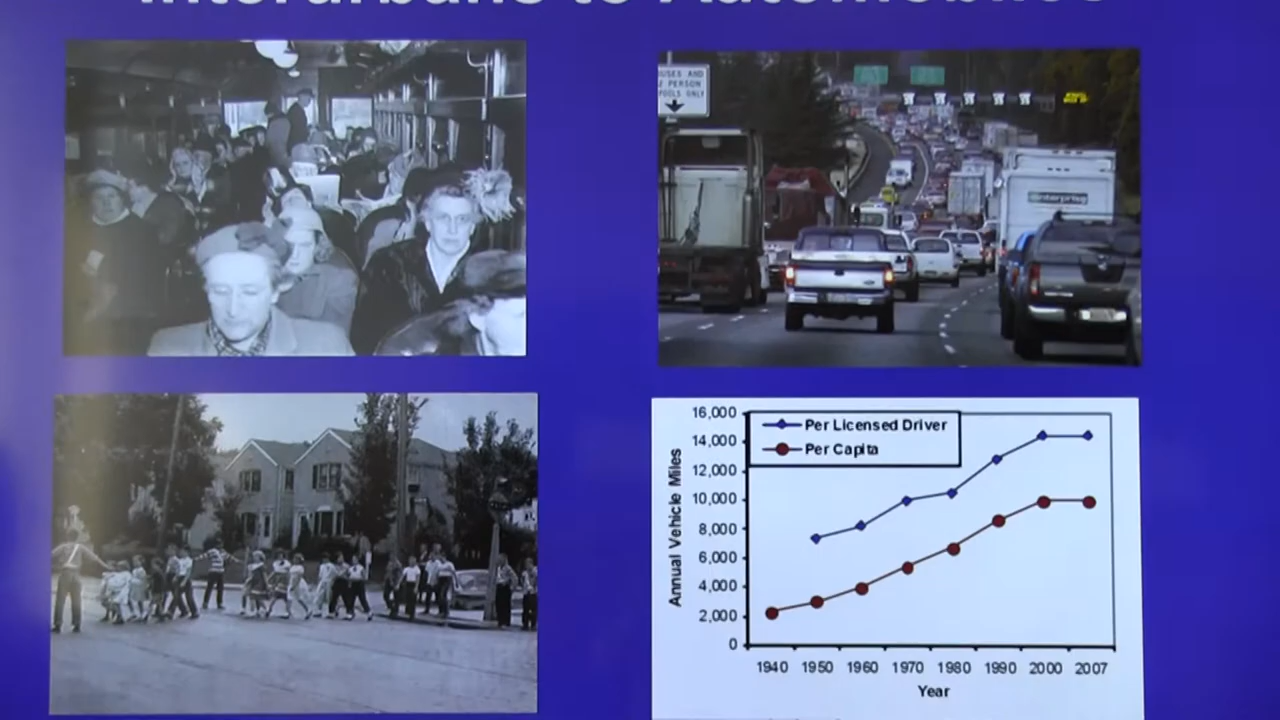 Interurbans to Automobiles
BUSES AND
2 PERSON
POOLS ONLY
Enterprise
16,000
14,000
12,000
10,000
8,000
6,000
4,000
2,000
0
Annual Vehicle Miles
Per Licensed Driver
Per Capita
1940 1950 1960 1970 1980 1990 2000 2007
Year